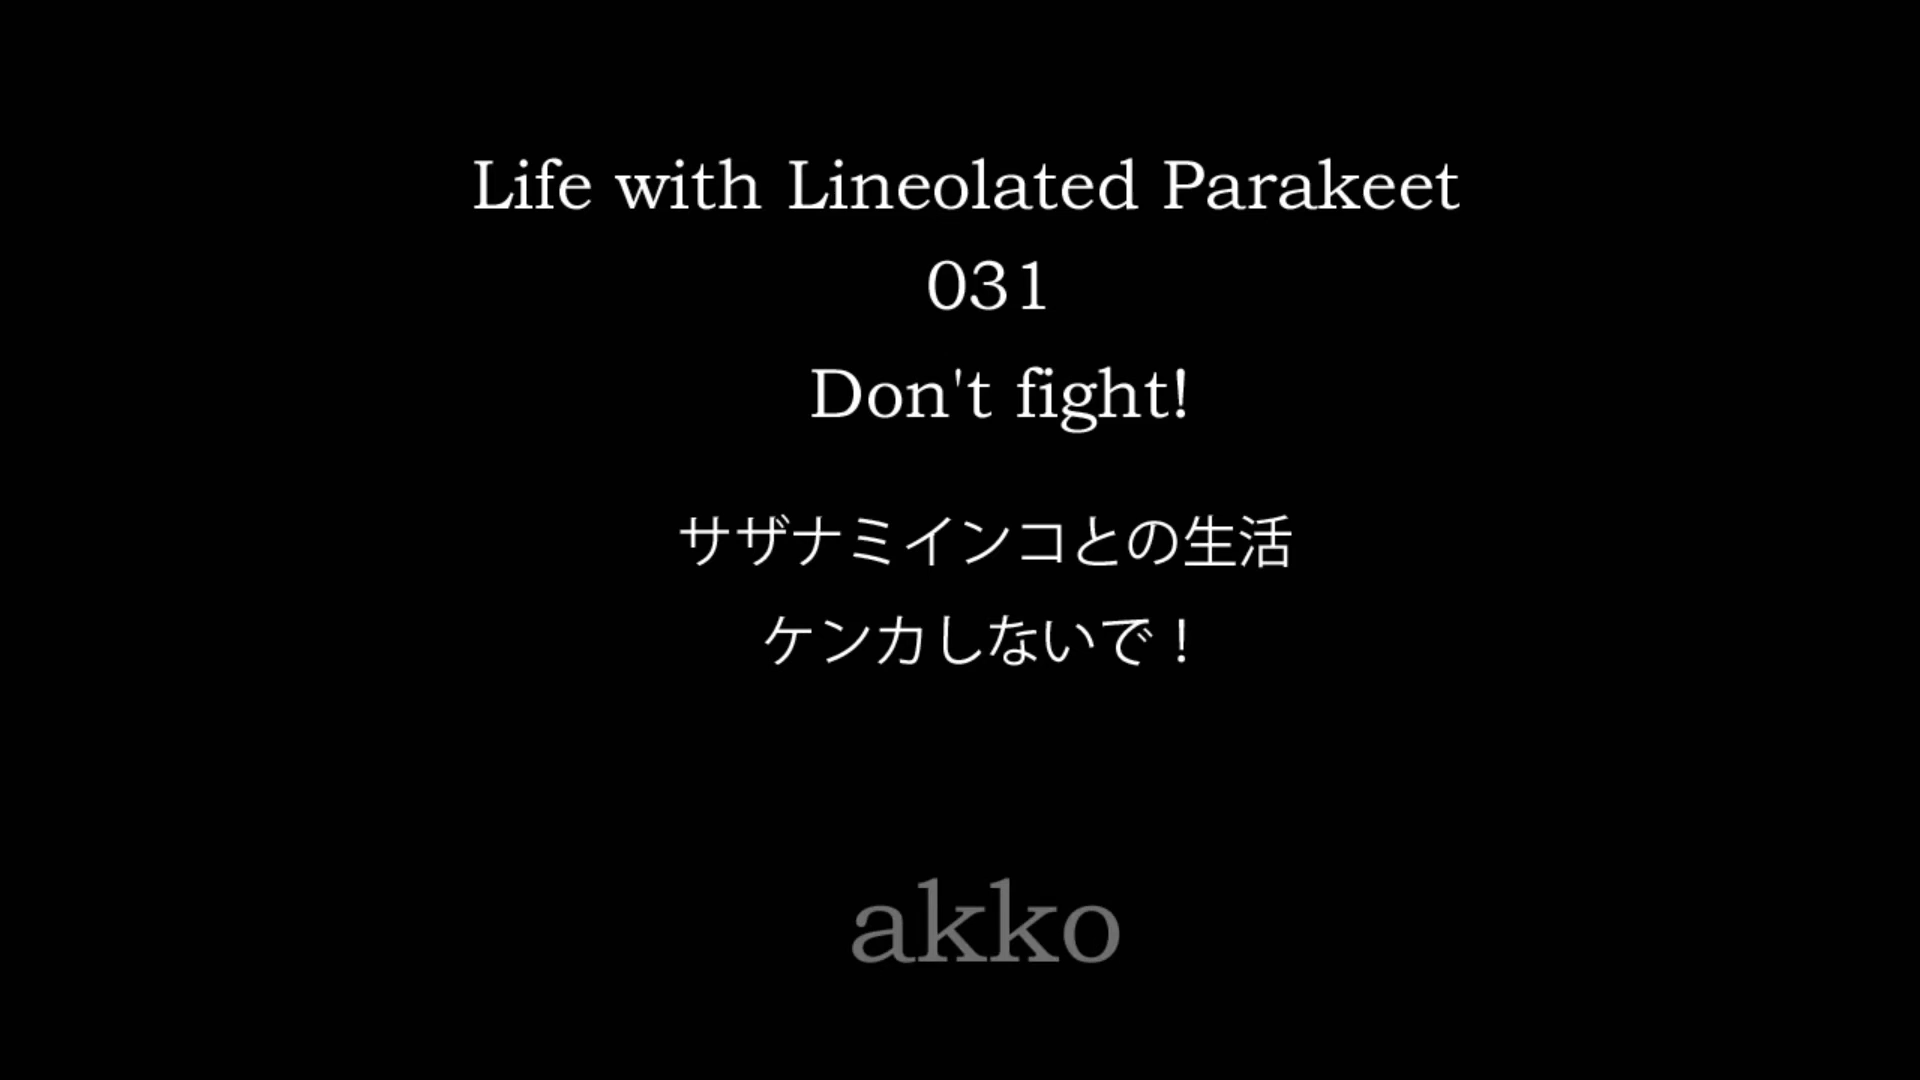 Life with Lineolated Parakeet
031
Don't fight!
サザナミインコとの生活
ケンカしないで！
akko